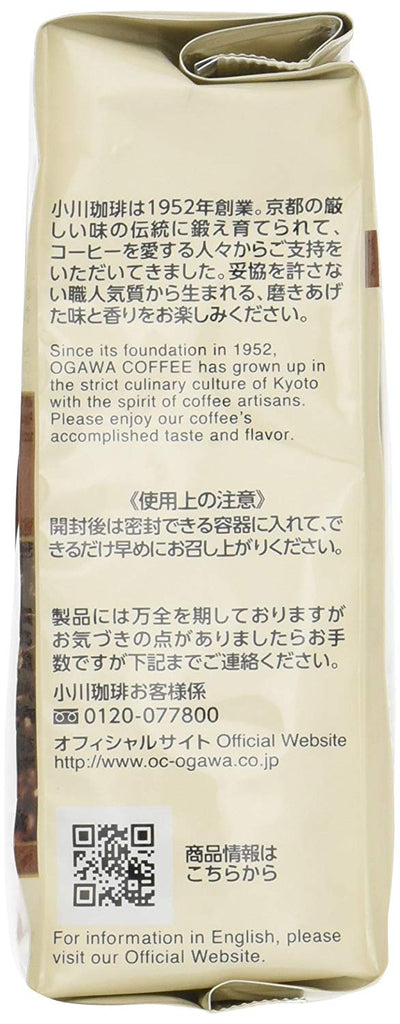 小川珈琲は1952年創業。京都の厳
しい味の伝統に鍛え育てられて、
コーヒーを愛する人々からご支持を
いただいてきました。妥協を許さな
い職人気質から生まれる、磨きあげ
た味と香りをお楽しみください。
Since its foundation in 1952,
OGAWA COFFEE has grown up in
the strict culinary culture of Kyoto
with the spirit of coffee artisans.
Please enjoy our coffee's
accomplished taste and flavor.
《使用上の注意》
開封後は密封できる容器に入れて、で
きるだけ早めにお召し上がりください。
製品には万全を期しておりますが
お気づきの点がありましたらお手
数ですが下記までご連絡ください。
小川珈琲お客様係
0120-077800
オフィシャルサイト Official Website
http://www.oc-ogawa.co.jp
商品情報は
こちらから
For information in English, please
visit our Official Website.